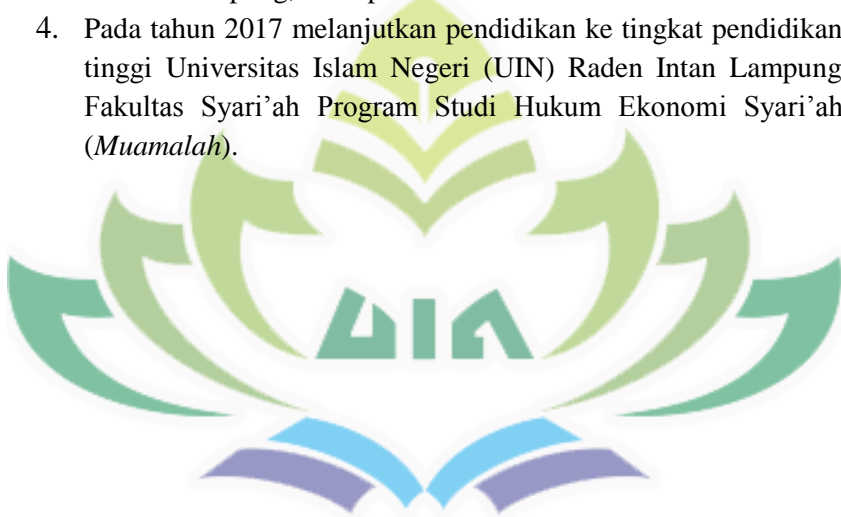 4. Pada tahun 2017 melanjutkan pendidikan ke tingkat pendidikan
tinggi Universitas Islam Negeri (UIN) Raden Intan Lampung
Fakultas Syari’ah Program Studi Hukum Ekonomi Syari’ah
(Muamalah).
UIN